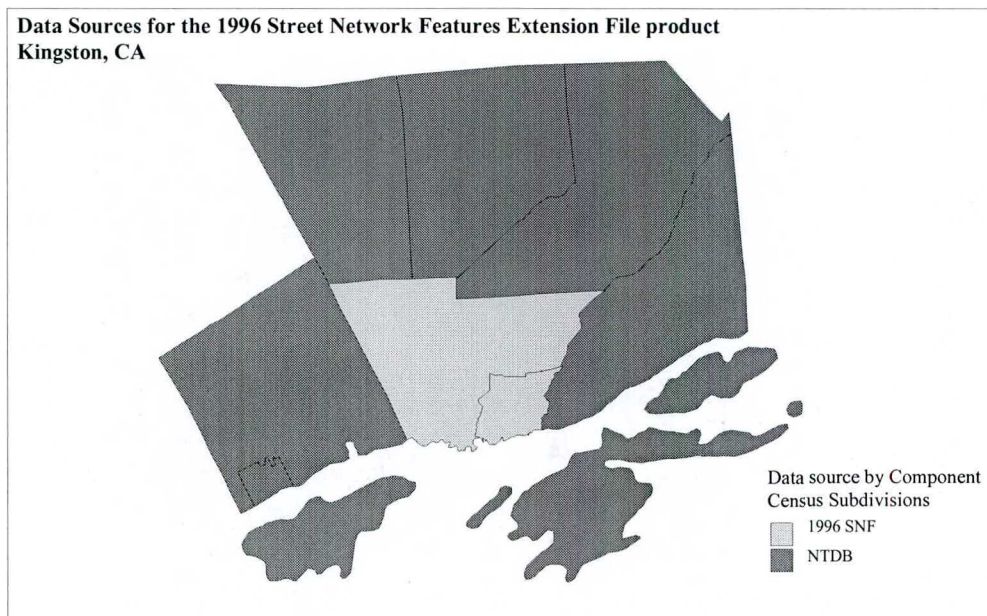 Data Sources for the 1996 Street Network Features Extension File product
Kingston, CA
Data source by Component
Census Subdivisions
1996 SNF
NTDB